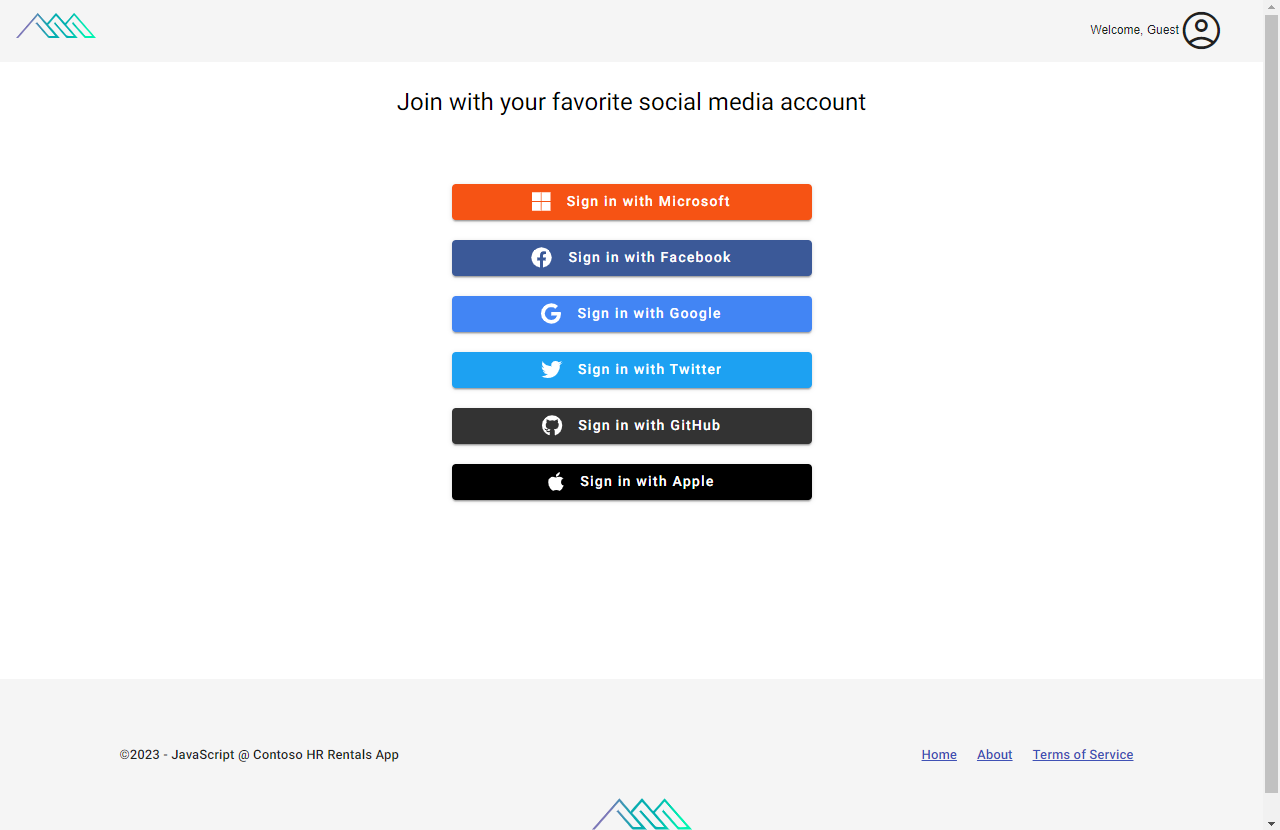 Welcome, Guest
Join with your favorite social media account
Sign in with Microsoft
Sign in with Facebook
Sign in with Google
Sign in with Twitter
Sign in with GitHub
Sign in with Apple
©2023 - JavaScript @ Contoso HR Rentals App
Home About Terms of Service